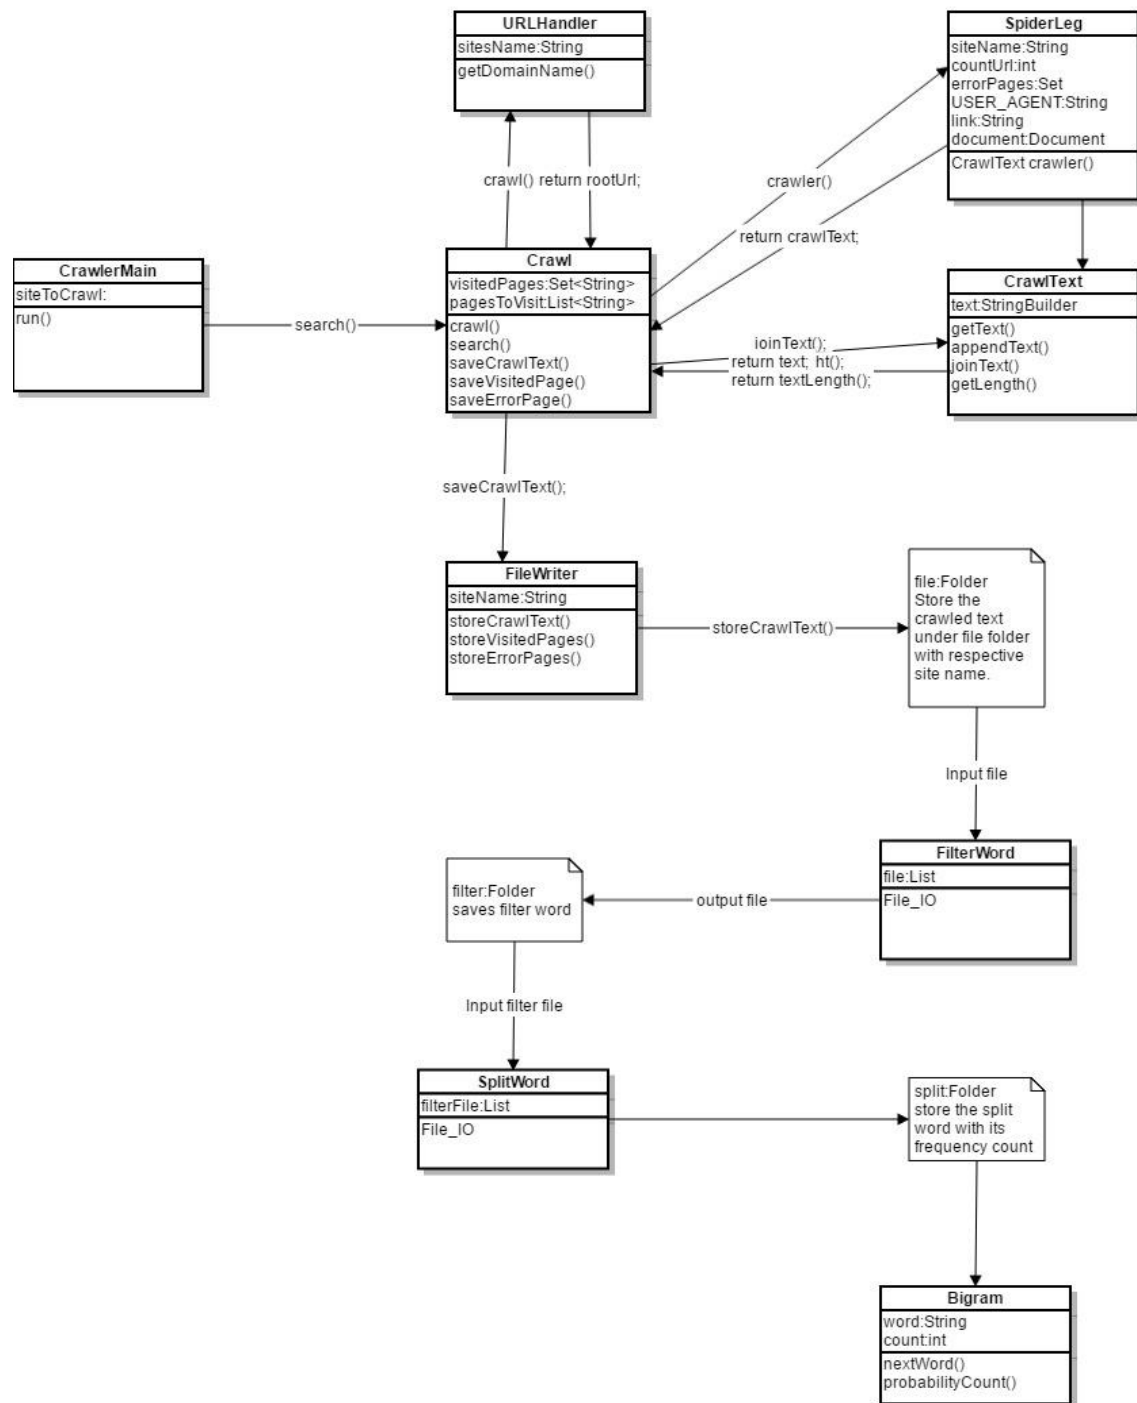 URLHandler
sitesName:String
getDomainName()
SpiderLeg
siteName:String
countUrl:int
errorPages:Set
USER_AGENT:String
link:String
document:Document
CrawlText crawler()
crawl() return rootUrl;
crawler()
return crawlText;
CrawlerMain
siteToCrawl:
run()
search()
Crawl
visitedPages:Set<String>
pagesToVisit:List<String>
crawl()
search()
saveCrawlText()
saveVisitedPage()
saveErrorPage()
ioinText();
return text; ht();
return textLength();
CrawlText
text:StringBuilder
getText()
appendText()
joinText()
getLength()
saveCrawlText();
FileWriter
siteName:String
storeCrawlText()
storeVisitedPages()
storeErrorPages()
storeCrawlText()
file:Folder
Store the
crawled text
under file folder
with respective
site name.
Input file
FilterWord
file:List
File_IO
output file
filter:Folder
saves filter word
Input filter file
SplitWord
filterFile:List
File_IO
split:Folder
store the split
word with its
frequency count
Bigram
word:String
count:int
nextWord()
probabilityCount()